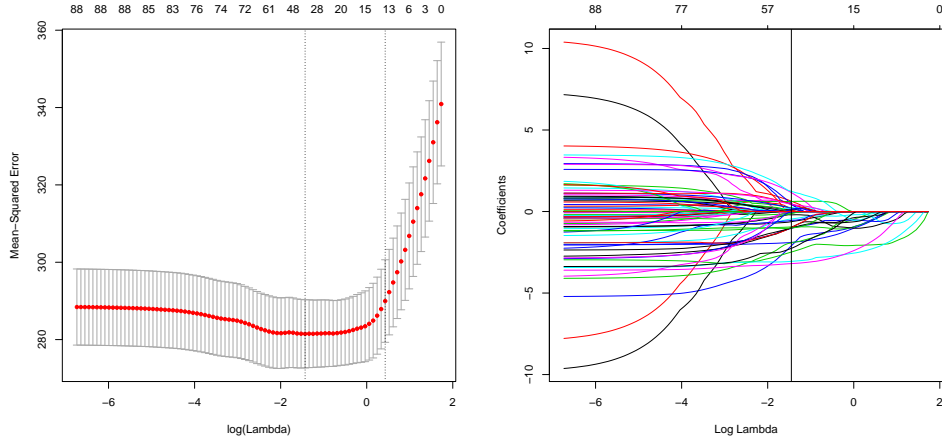 88 88 88 85 83 76 74 72 61 48 28 20 15 13 6 3 0
360
340
320
300
280
Mean−Squared Error
−6 −4 −2 0 2
log(Lambda)
88 77 57 15 0
10
5
0
−5
−10
Coefficients
−6 −4 −2 0 2
Log Lambda